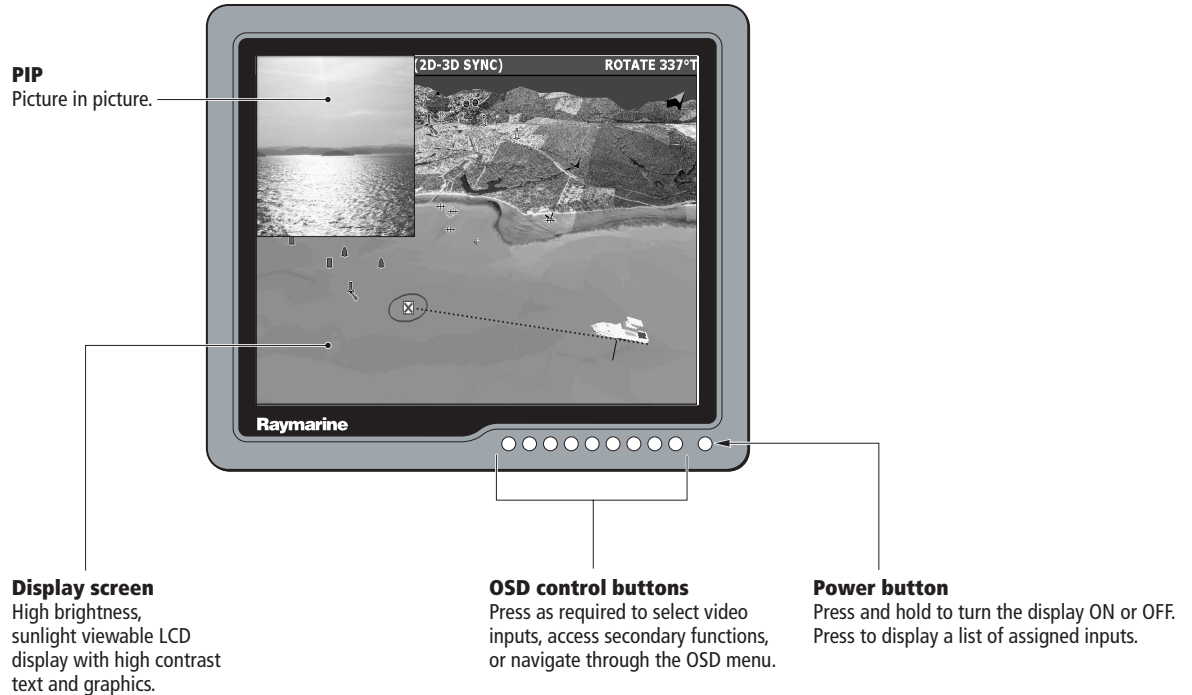 PIP
Picture in picture.
(2D-3D SYNC)
ROTATE 337°T
Raymarine
Display screen
High brightness,
sunlight viewable LCD
display with high contrast
text and graphics.
OSD control buttons
Press as required to select video
inputs, access secondary functions,
or navigate through the OSD menu.
Power button
Press and hold to turn the display ON or OFF.
Press to display a list of assigned inputs.